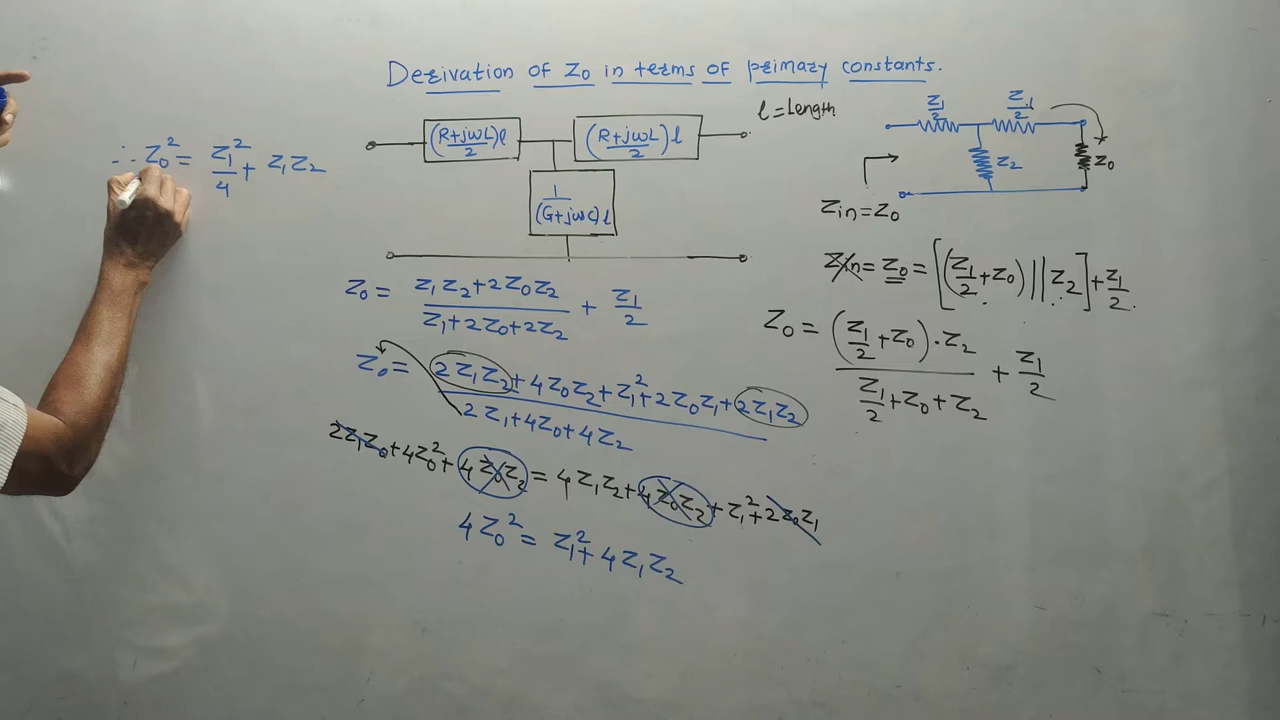 Derivation of Z0 in terms of primary constants.
l = Length
(R+jωL)l/2
(R+jωL)l/2
1/(G+jωC)l
Z1/2
Z1/2
Z2
Z0
Zin = Z0
Zin = Z0 = [(Z1/2 + Z0) || Z2] + Z1/2
Z0 = (Z1/2 + Z0) · Z2 / (Z1/2 + Z0 + Z2) + Z1/2
Z0 = (Z1Z2 + 2Z0Z2) / (Z1 + 2Z0 + 2Z2) + Z1/2
Z0 = (2Z1Z2 + 4Z0Z2 + Z1² + 2Z0Z1 + 2Z1Z2) / (2Z1 + 4Z0 + 4Z2)
2Z1Z0 + 4Z0² + 4Z0Z2 = 4Z1Z2 + 4Z0Z2 + Z1² + 2Z0Z1
4Z0² = Z1² + 4Z1Z2
∴ Z0² = Z1²/4 + Z1Z2